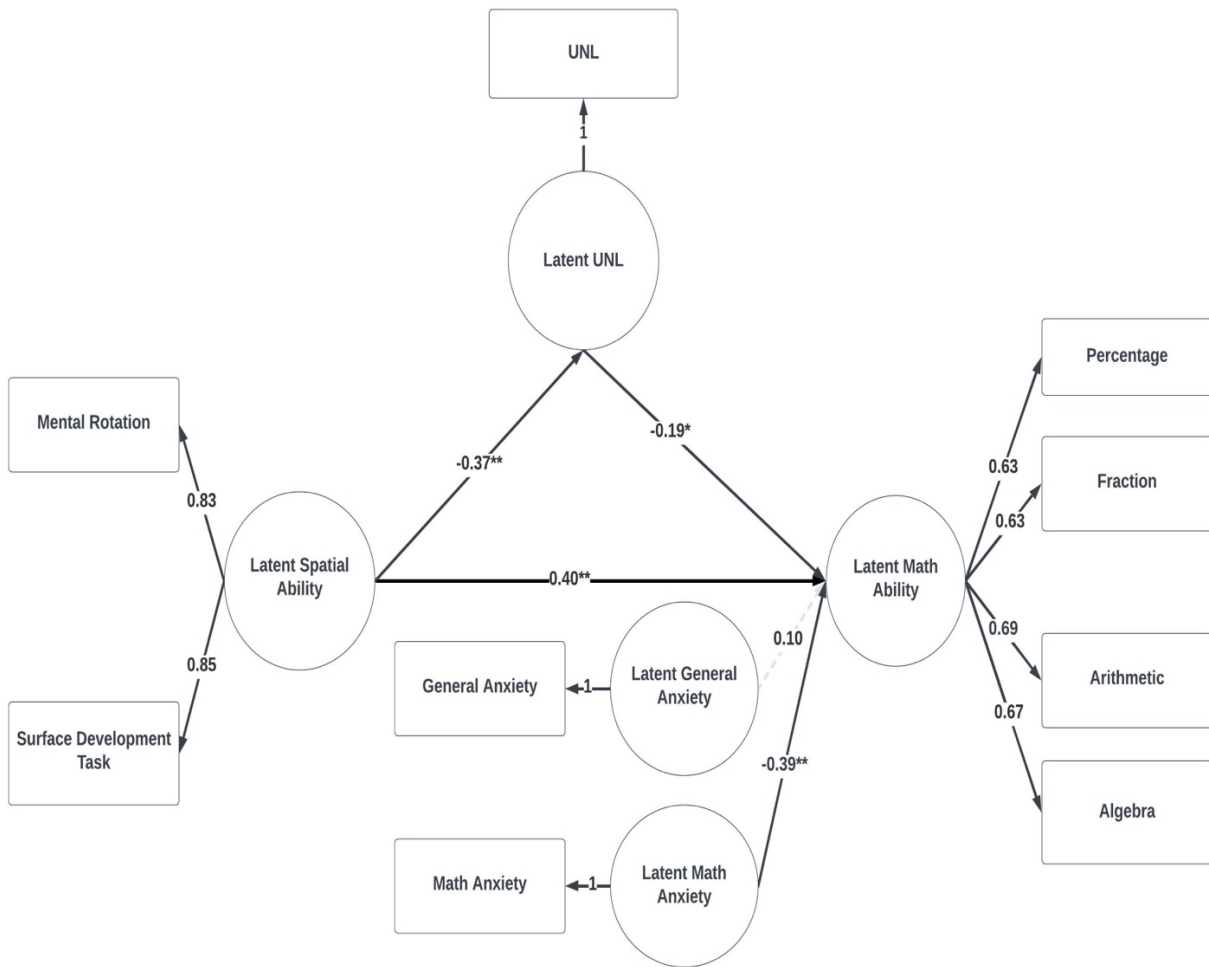 UNL
1
Latent UNL
Percentage
Mental Rotation
-0.19*
-0.37**
0.63
Fraction
0.83
0.63
Latent Spatial
Ability
0.40**
Latent Math
Ability
0.10
0.69
0.85
General Anxiety
1
Latent General
Anxiety
Arithmetic
0.67
Surface Development
Task
-0.39**
Algebra
Math Anxiety
1
Latent Math
Anxiety